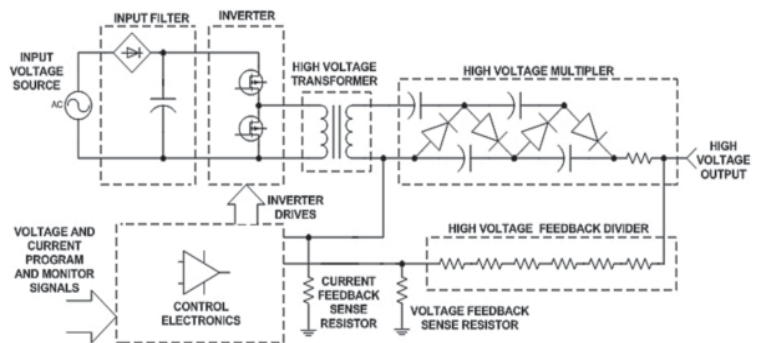 INPUT FILTER
INVERTER
INPUT
VOLTAGE
SOURCE
AC
HIGH VOLTAGE
TRANSFORMER
HIGH VOLTAGE MULTIPLER
HIGH
VOLTAGE
OUTPUT
INVERTER
DRIVES
VOLTAGE AND
CURRENT
PROGRAM
AND MONITOR
SIGNALS
CONTROL
ELECTRONICS
HIGH VOLTAGE FEEDBACK DIVIDER
CURRENT
FEEDBACK
SENSE
RESISTOR
VOLTAGE FEEDBACK
SENSE RESISTOR